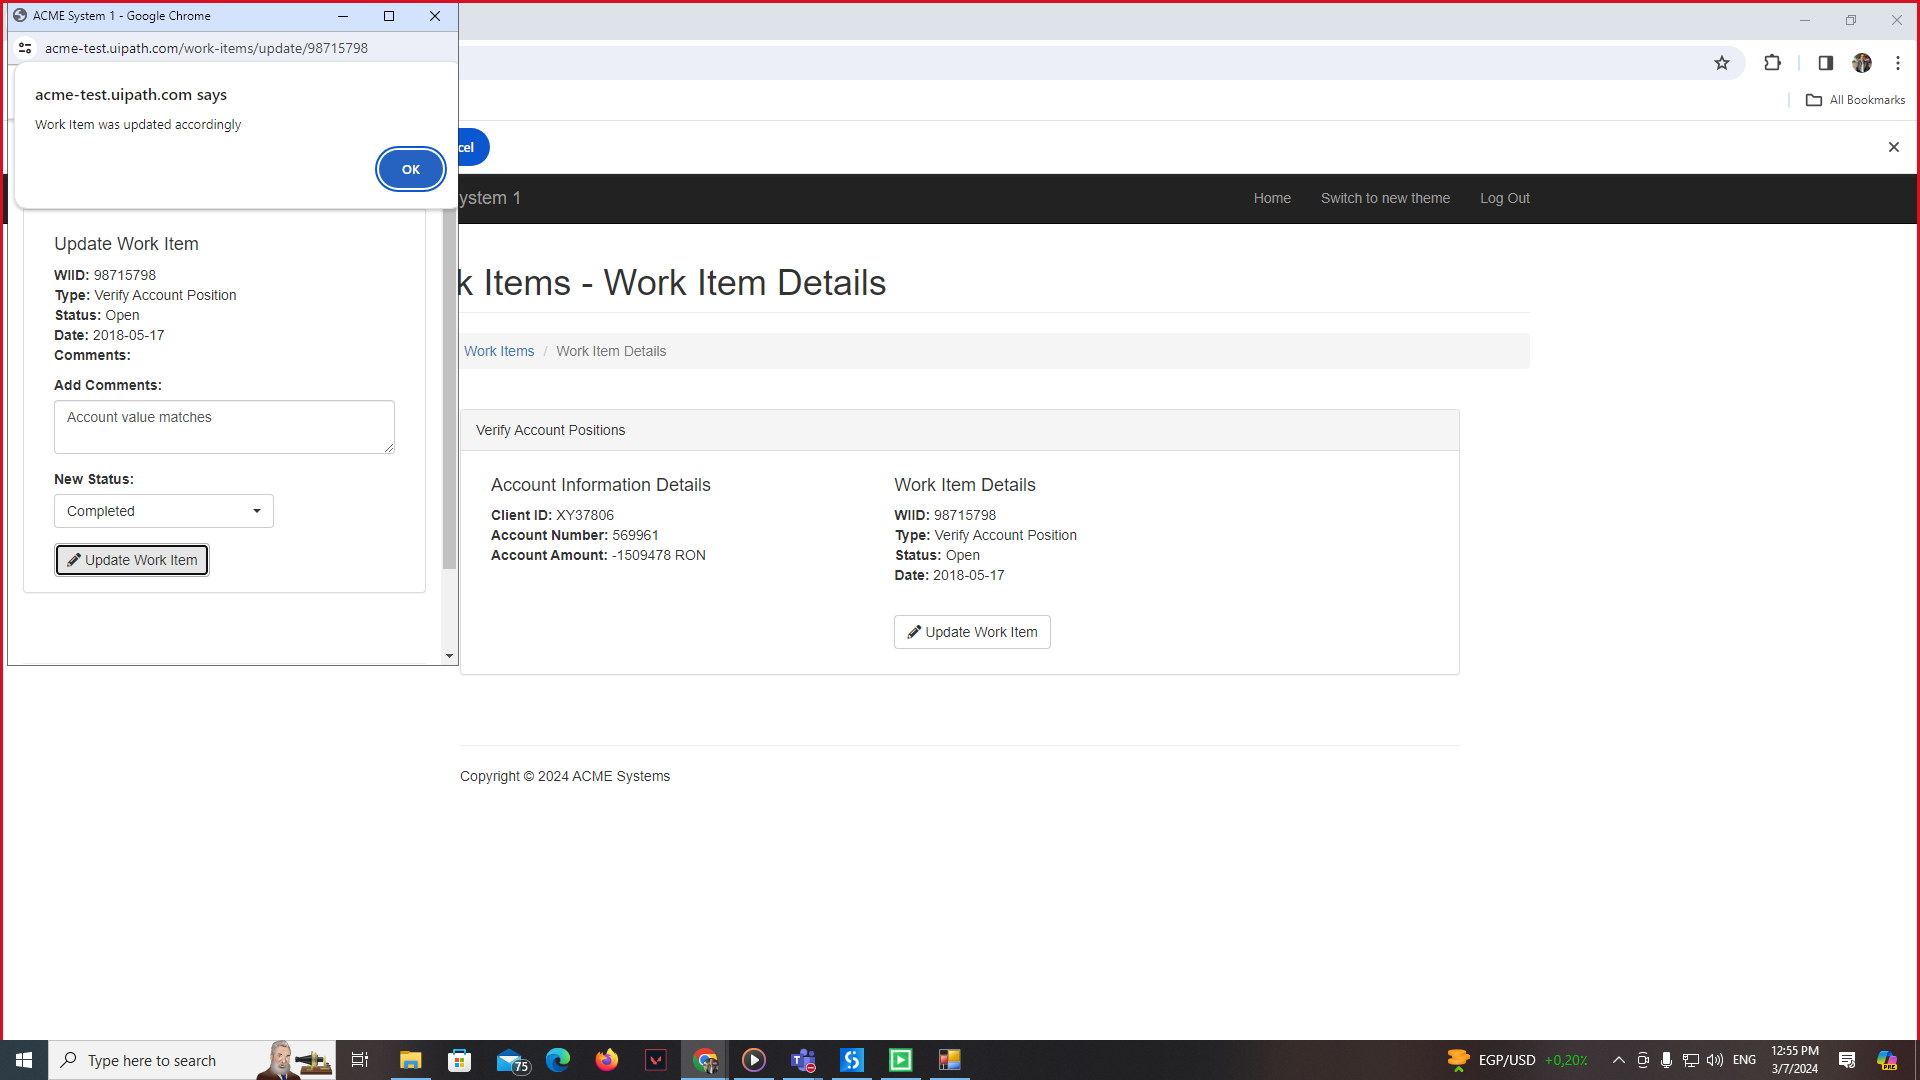 ACME System 1 - Google Chrome
acme-test.uipath.com/work-items/update/98715798
All Bookmarks
acme-test.uipath.com says
Work Item was updated accordingly
OK
cel
ystem 1
Home
Switch to new theme
Log Out
Update Work Item
WIID: 98715798
Type: Verify Account Position
Status: Open
Date: 2018-05-17
Comments:
Add Comments:
Account value matches
New Status:
Completed
Update Work Item
k Items - Work Item Details
Work Items / Work Item Details
Verify Account Positions
Account Information Details
Client ID: XY37806
Account Number: 569961
Account Amount: -1509478 RON
Work Item Details
WIID: 98715798
Type: Verify Account Position
Status: Open
Date: 2018-05-17
Update Work Item
Copyright © 2024 ACME Systems
Type here to search
75
EGP/USD +0,20%
ENG
12:55 PM
3/7/2024
PRE